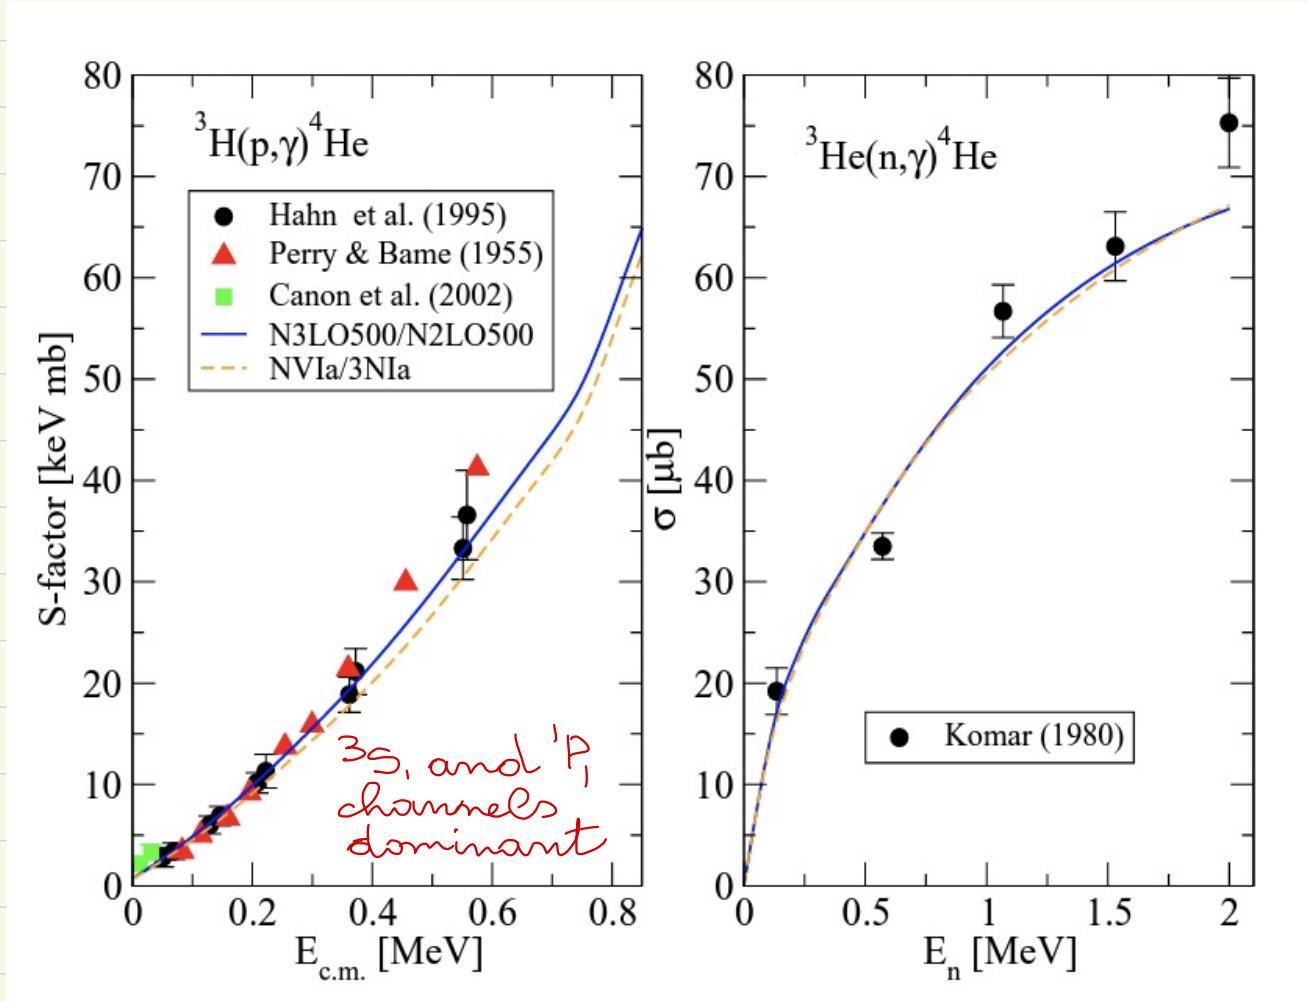 ³H(p,γ)⁴He
Hahn et al. (1995)
Perry & Bame (1955)
Canon et al. (2002)
N3LO500/N2LO500
NVIa/3NIa
³S₁ and ¹P₁
channels
dominant
S-factor [keV mb]
80
70
60
50
40
30
20
10
0
0 0.2 0.4 0.6 0.8
E_c.m. [MeV]
³He(n,γ)⁴He
Komar (1980)
σ [μb]
80
70
60
50
40
30
20
10
0
0 0.5 1 1.5 2
Eₙ [MeV]